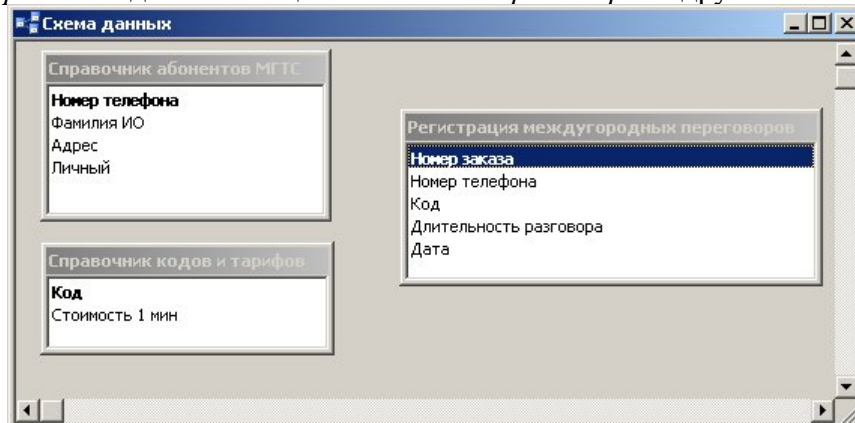 Схема данных
Справочник абонентов МГТС
Номер телефона
Фамилия ИО
Адрес
Личный
Регистрация междугородных переговоров
Номер заказа
Номер телефона
Код
Длительность разговора
Дата
Справочник кодов и тарифов
Код
Стоимость 1 мин